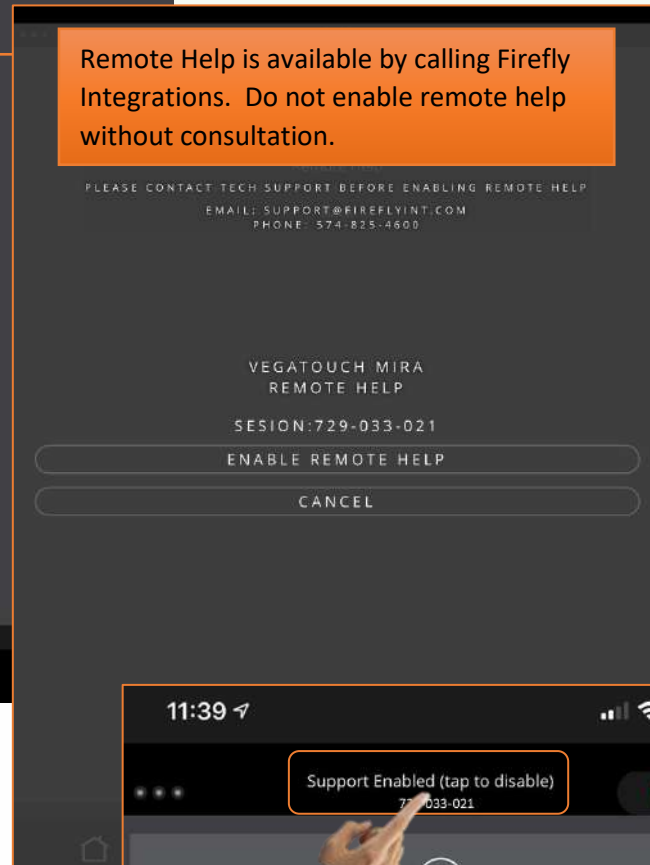 Remote Help is available by calling Firefly
Integrations. Do not enable remote help
without consultation.
PLEASE CONTACT TECH SUPPORT BEFORE ENABLING REMOTE HELP
EMAIL: SUPPORT@FIREFLYINT.COM
PHONE: 574-825-4600
VEGATOUCH MIRA
REMOTE HELP
SESION:729-033-021
ENABLE REMOTE HELP
CANCEL
11:39
Support Enabled (tap to disable)
033-021